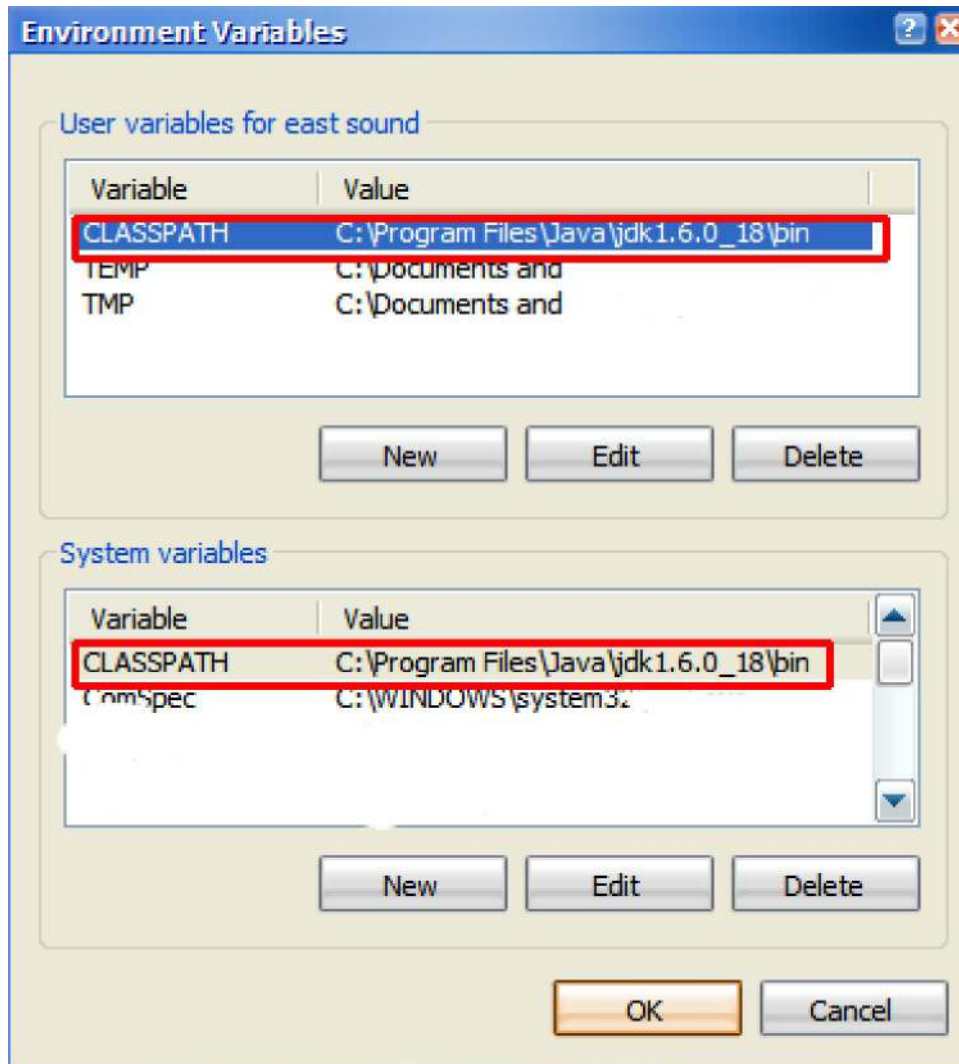 Environment Variables
User variables for east sound
Variable Value
CLASSPATH C:\Program Files\Java\jdk1.6.0_18\bin
TEMP C:\Documents and
TMP C:\Documents and
New Edit Delete
System variables
Variable Value
CLASSPATH C:\Program Files\Java\jdk1.6.0_18\bin
ComSpec C:\WINDOWS\system32
New Edit Delete
OK Cancel